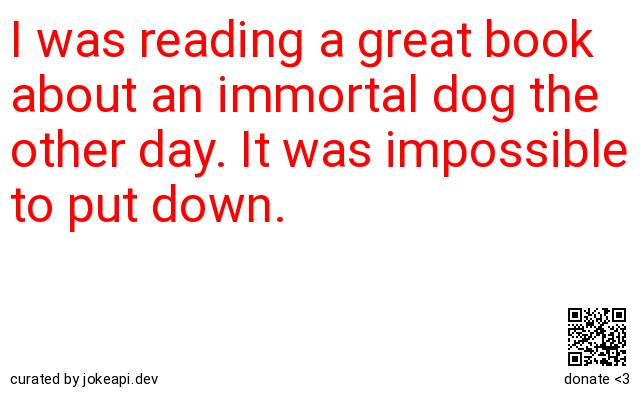 I was reading a great book
about an immortal dog the
other day. It was impossible
to put down.
curated by jokeapi.dev
donate <3